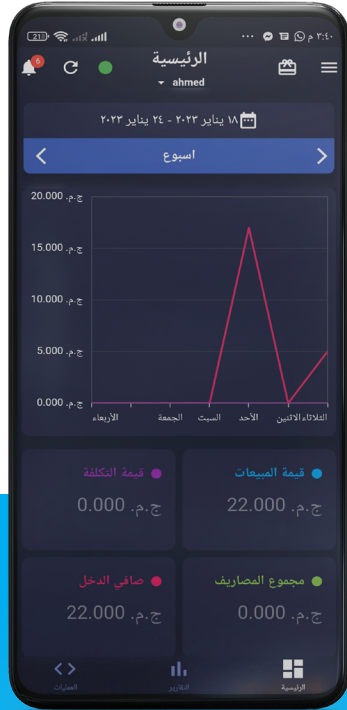 ٣:٤٠ م
21
الرئيسية
6
ahmed
١٨ يناير ٢٠٢٣ - ٢٤ يناير ٢٠٢٣
اسبوع
20.000 ج.م.
15.000 ج.م.
10.000 ج.م.
5.000 ج.م.
0.000 ج.م.
الأربعاء الجمعة السبت الأحد الاثنين الثلاثاء
قيمة المبيعات
ج.م. 22.000
قيمة التكلفة
ج.م. 0.000
مجموع المصاريف
ج.م. 0.000
صافي الدخل
ج.م. 22.000
الرئيسية
التقارير
العمليات